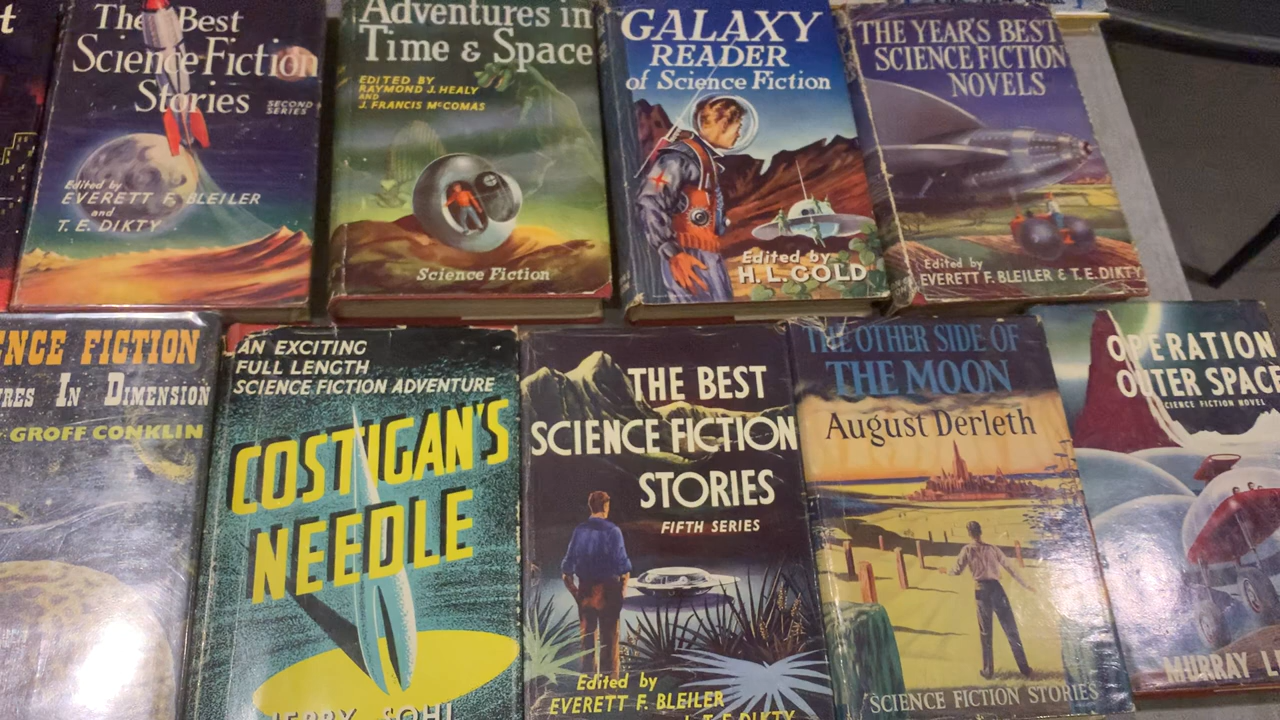 The Best
Science Fiction
Stories
SECOND
SERIES
Edited by
EVERETT F. BLEILER
and
T. E. DIKTY
Adventures in
Time & Space
EDITED BY
RAYMOND J. HEALY
AND
J. FRANCIS McCOMAS
Science Fiction
GALAXY
READER
of Science Fiction
Edited by
H. L. GOLD
THE YEAR'S BEST
SCIENCE FICTION
NOVELS
Edited by
EVERETT F. BLEILER & T. E. DIKTY
ENCE FICTION
RES IN DIMENSION
GROFF CONKLIN
AN EXCITING
FULL LENGTH
SCIENCE FICTION ADVENTURE
COSTIGAN'S
NEEDLE
JERRY SOHL
THE BEST
SCIENCE FICTION
STORIES
FIFTH SERIES
Edited by
EVERETT F. BLEILER
T. E. DIKTY
THE OTHER SIDE OF
THE MOON
August Derleth
SCIENCE FICTION STORIES
OPERATION
OUTER SPACE
SCIENCE FICTION NOVEL
MURRAY L